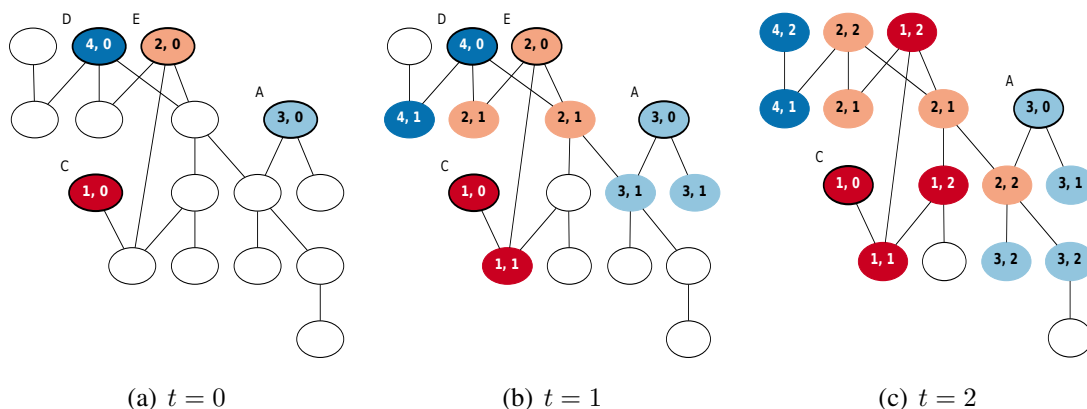 D E
4, 0 2, 0
A
3, 0
C
1, 0
(a) t = 0
D E
4, 0 2, 0
A
4, 1 2, 1 2, 1 3, 0
C
1, 0 3, 1 3, 1
1, 1
(b) t = 1
4, 2 2, 2 1, 2
A
4, 1 2, 1 2, 1 3, 0
C
1, 0 1, 2 2, 2 3, 1
1, 1 3, 2 3, 2
(c) t = 2